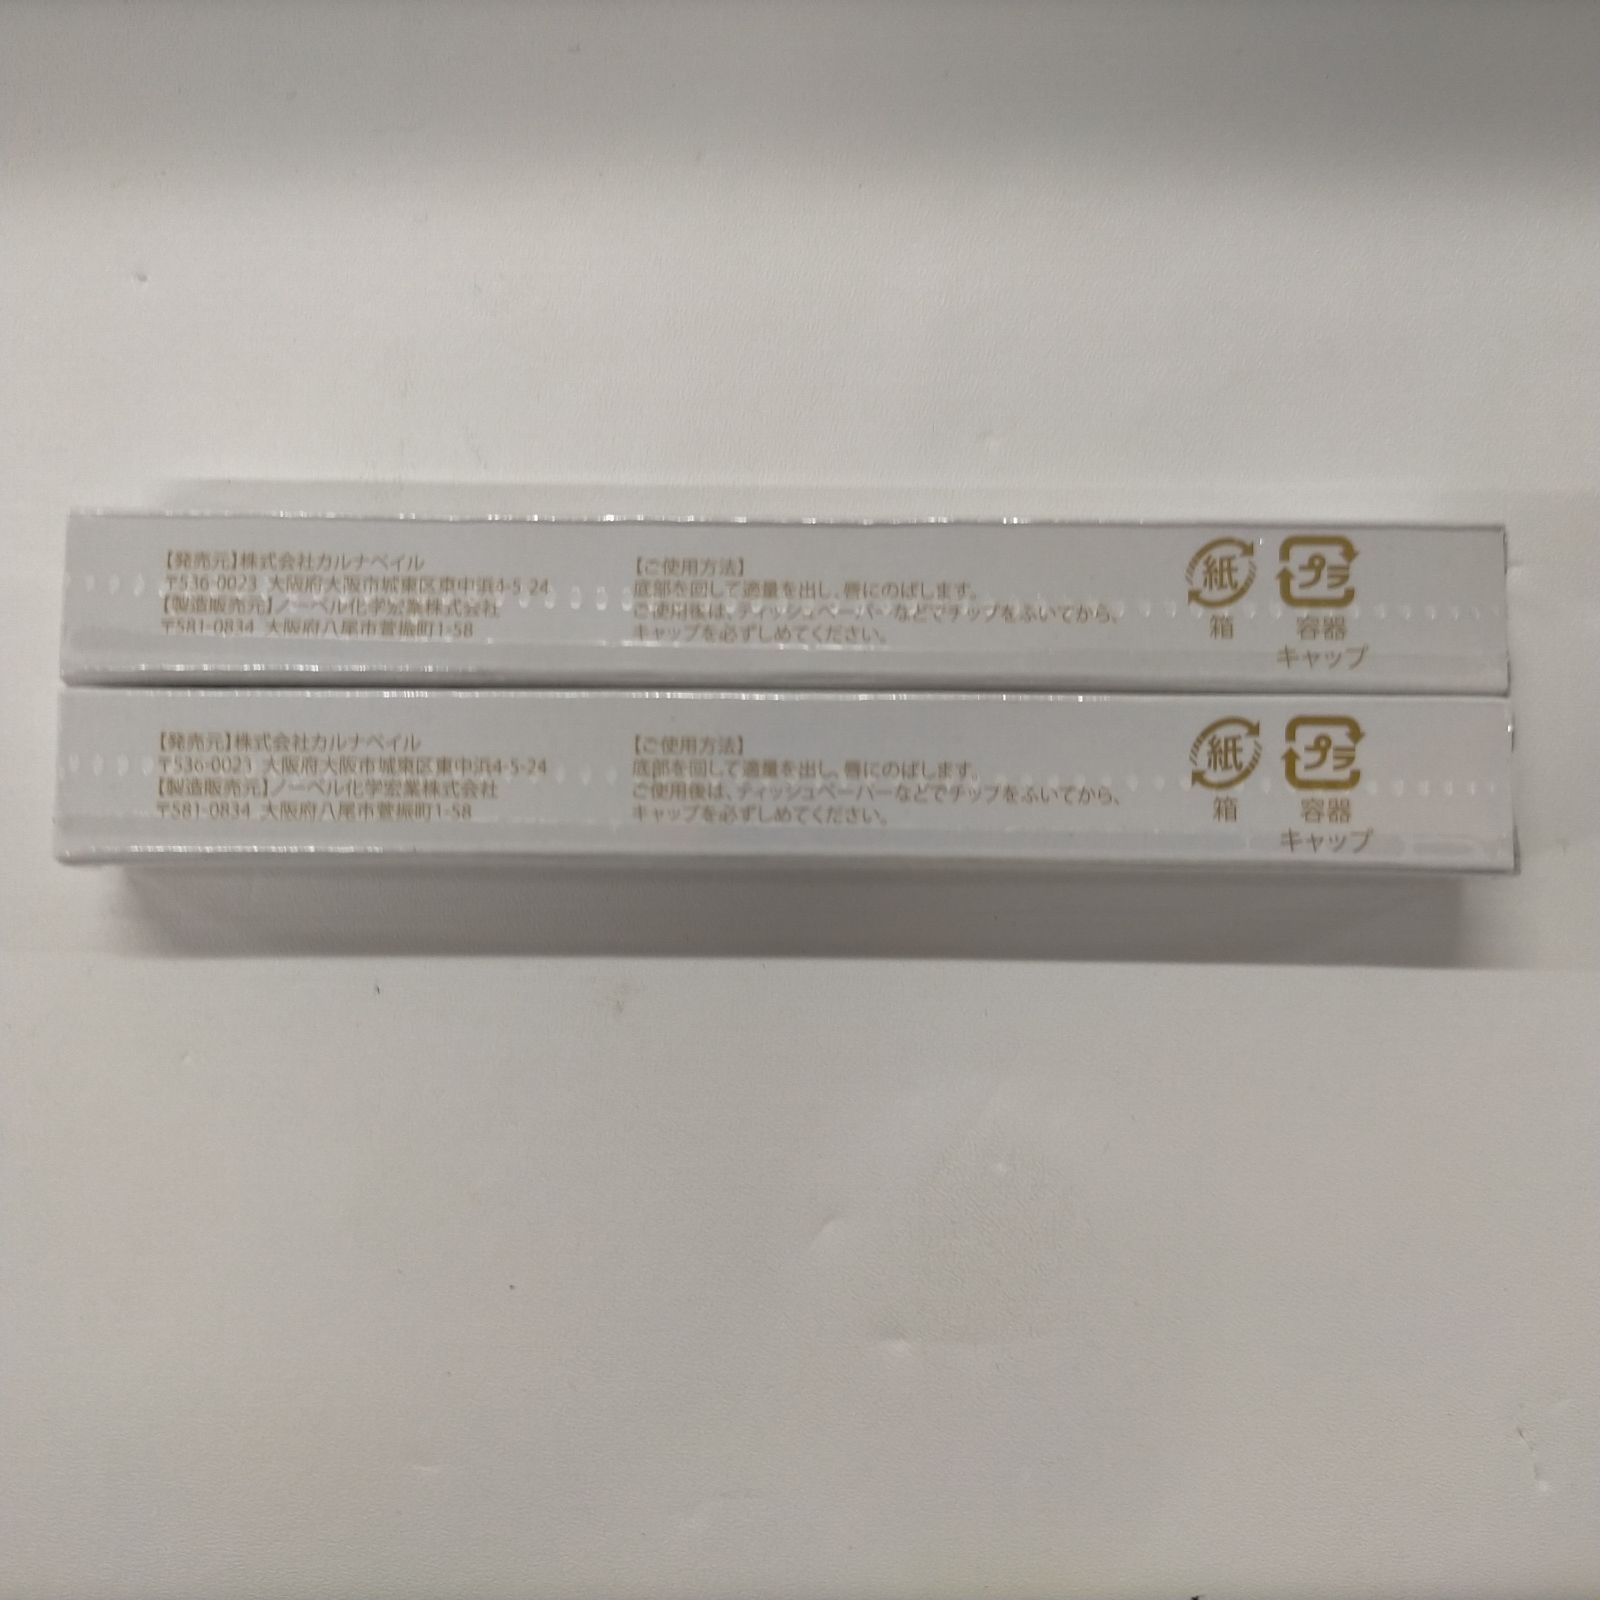 【発売元】株式会社カルナベイル
〒536-0023 大阪府大阪市城東区東中浜4-5-24
【製造販売元】ノーベル化学宏業株式会社
〒581-0834 大阪府八尾市萱振町1-58
【ご使用方法】
底部を回して適量を出し、唇にのばします。
ご使用後は、ティッシュペーパーなどでチップをふいてから、
キャップを必ずしめてください。
紙
箱
プラ
容器
キャップ
【発売元】株式会社カルナベイル
〒536-0023 大阪府大阪市城東区東中浜4-5-24
【製造販売元】ノーベル化学宏業株式会社
〒581-0834 大阪府八尾市萱振町1-58
【ご使用方法】
底部を回して適量を出し、唇にのばします。
ご使用後は、ティッシュペーパーなどでチップをふいてから、
キャップを必ずしめてください。
紙
箱
プラ
容器
キャップ